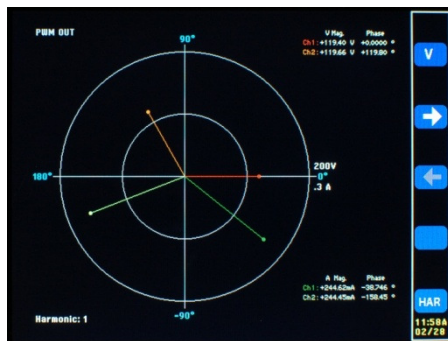 PWM OUT
90°
V Mag. Phase
Ch1: +119.40 V +0.0000 °
Ch2: +119.66 V +119.80 °
V
180°
200V
0°
.3 A
A Mag. Phase
Ch1: +244.62mA -38.746 °
Ch2: +244.45mA -158.45 °
-90°
Harmonic: 1
HAR
11:58A
02/28